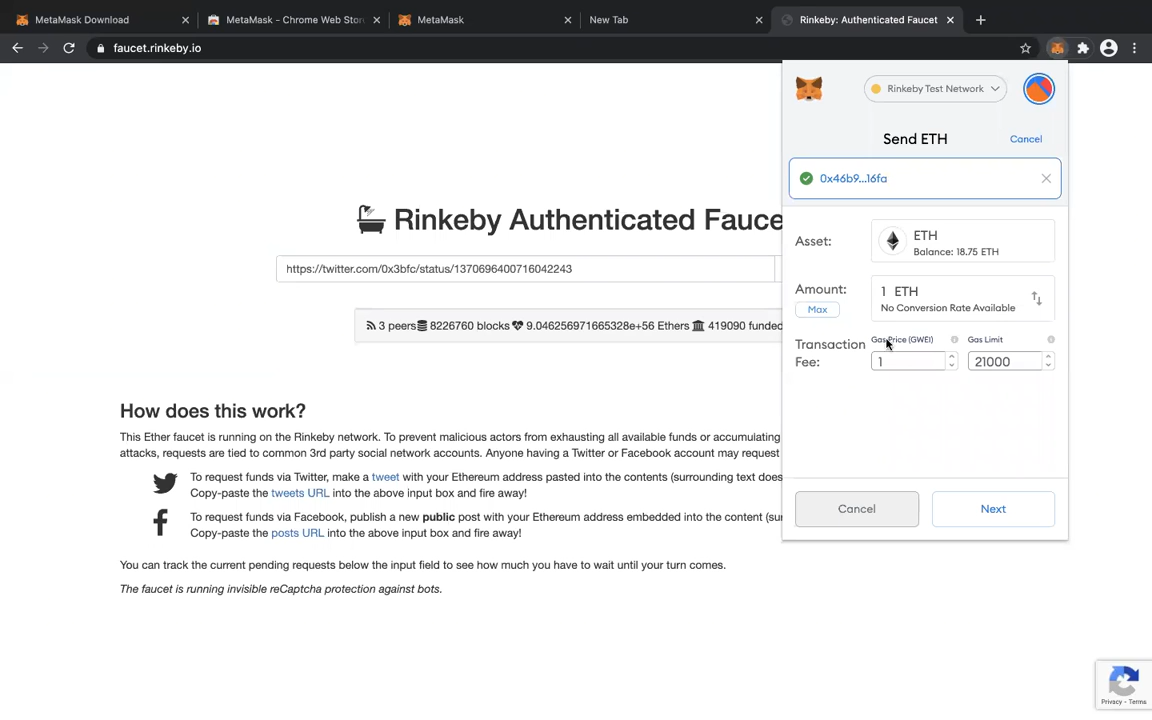 MetaMask Download
MetaMask - Chrome Web Stor
MetaMask
New Tab
Rinkeby: Authenticated Faucet
faucet.rinkeby.io
Rinkeby Test Network
Send ETH
Cancel
0x46b9...16fa
Asset:
ETH
Balance: 18.75 ETH
Amount:
Max
1 ETH
No Conversion Rate Available
Transaction Fee:
Gas Price (GWEI)
Gas Limit
1
21000
Cancel
Next
Rinkeby Authenticated Fauce
https://twitter.com/0x3bfc/status/1370696400716042243
3 peers 8226760 blocks 9.046256971665328e+56 Ethers 419090 funded
How does this work?
This Ether faucet is running on the Rinkeby network. To prevent malicious actors from exhausting all available funds or accumulating
attacks, requests are tied to common 3rd party social network accounts. Anyone having a Twitter or Facebook account may request
To request funds via Twitter, make a tweet with your Ethereum address pasted into the contents (surrounding text does
Copy-paste the tweets URL into the above input box and fire away!
To request funds via Facebook, publish a new public post with your Ethereum address embedded into the content (sur
Copy-paste the posts URL into the above input box and fire away!
You can track the current pending requests below the input field to see how much you have to wait until your turn comes.
The faucet is running invisible reCaptcha protection against bots.
Privacy - Terms